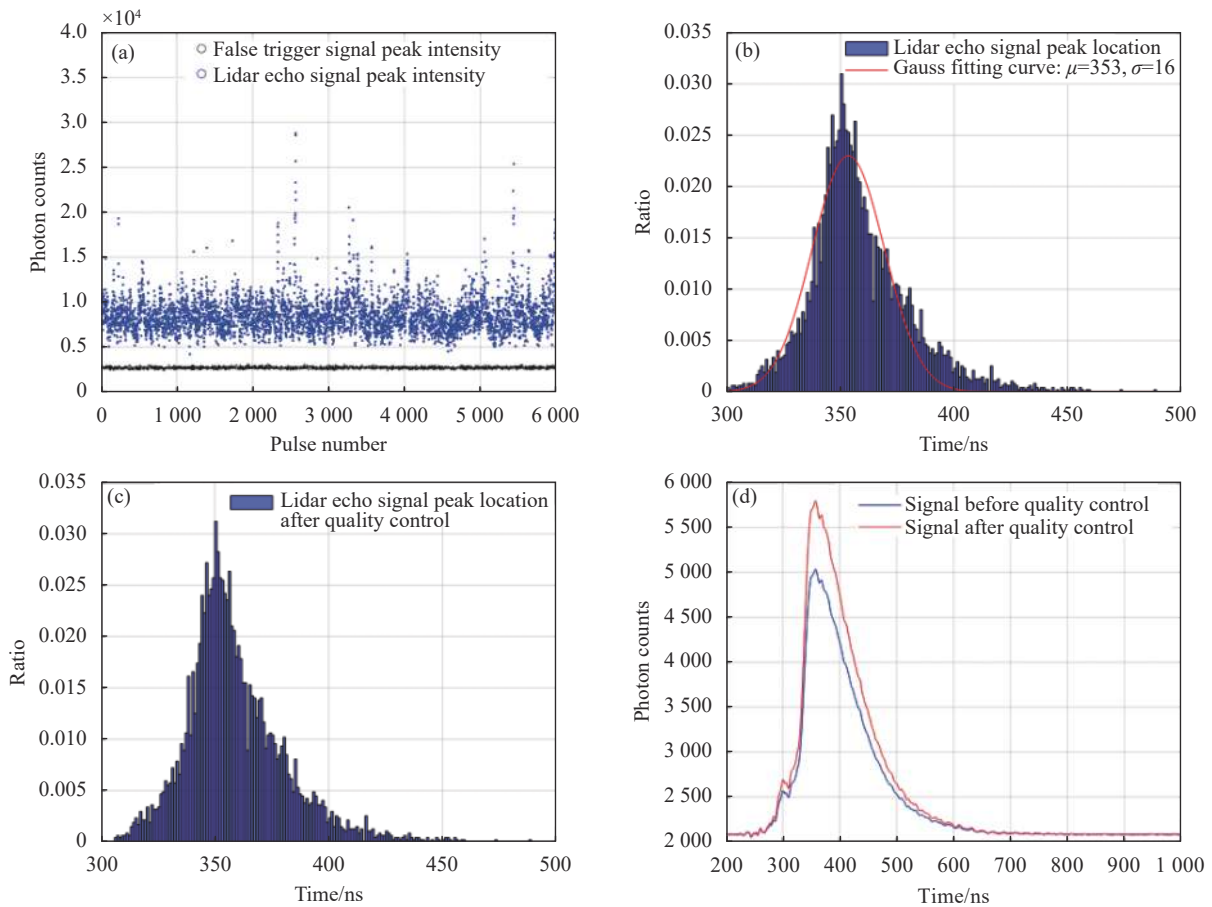 ×10⁴
(a)
False trigger signal peak intensity
Lidar echo signal peak intensity
4.0
3.5
3.0
2.5
2.0
1.5
1.0
0.5
0
Photon counts
0 1 000 2 000 3 000 4 000 5 000 6 000
Pulse number
(b)
Lidar echo signal peak location
Gauss fitting curve: μ=353, σ=16
0.035
0.030
0.025
0.020
0.015
0.010
0.005
0
Ratio
300 350 400 450 500
Time/ns
(c)
Lidar echo signal peak location
after quality control
0.035
0.030
0.025
0.020
0.015
0.010
0.005
0
Ratio
300 350 400 450 500
Time/ns
(d)
Signal before quality control
Signal after quality control
6 000
5 500
5 000
4 500
4 000
3 500
3 000
2 500
2 000
Photon counts
200 300 400 500 600 700 800 900 1 000
Time/ns